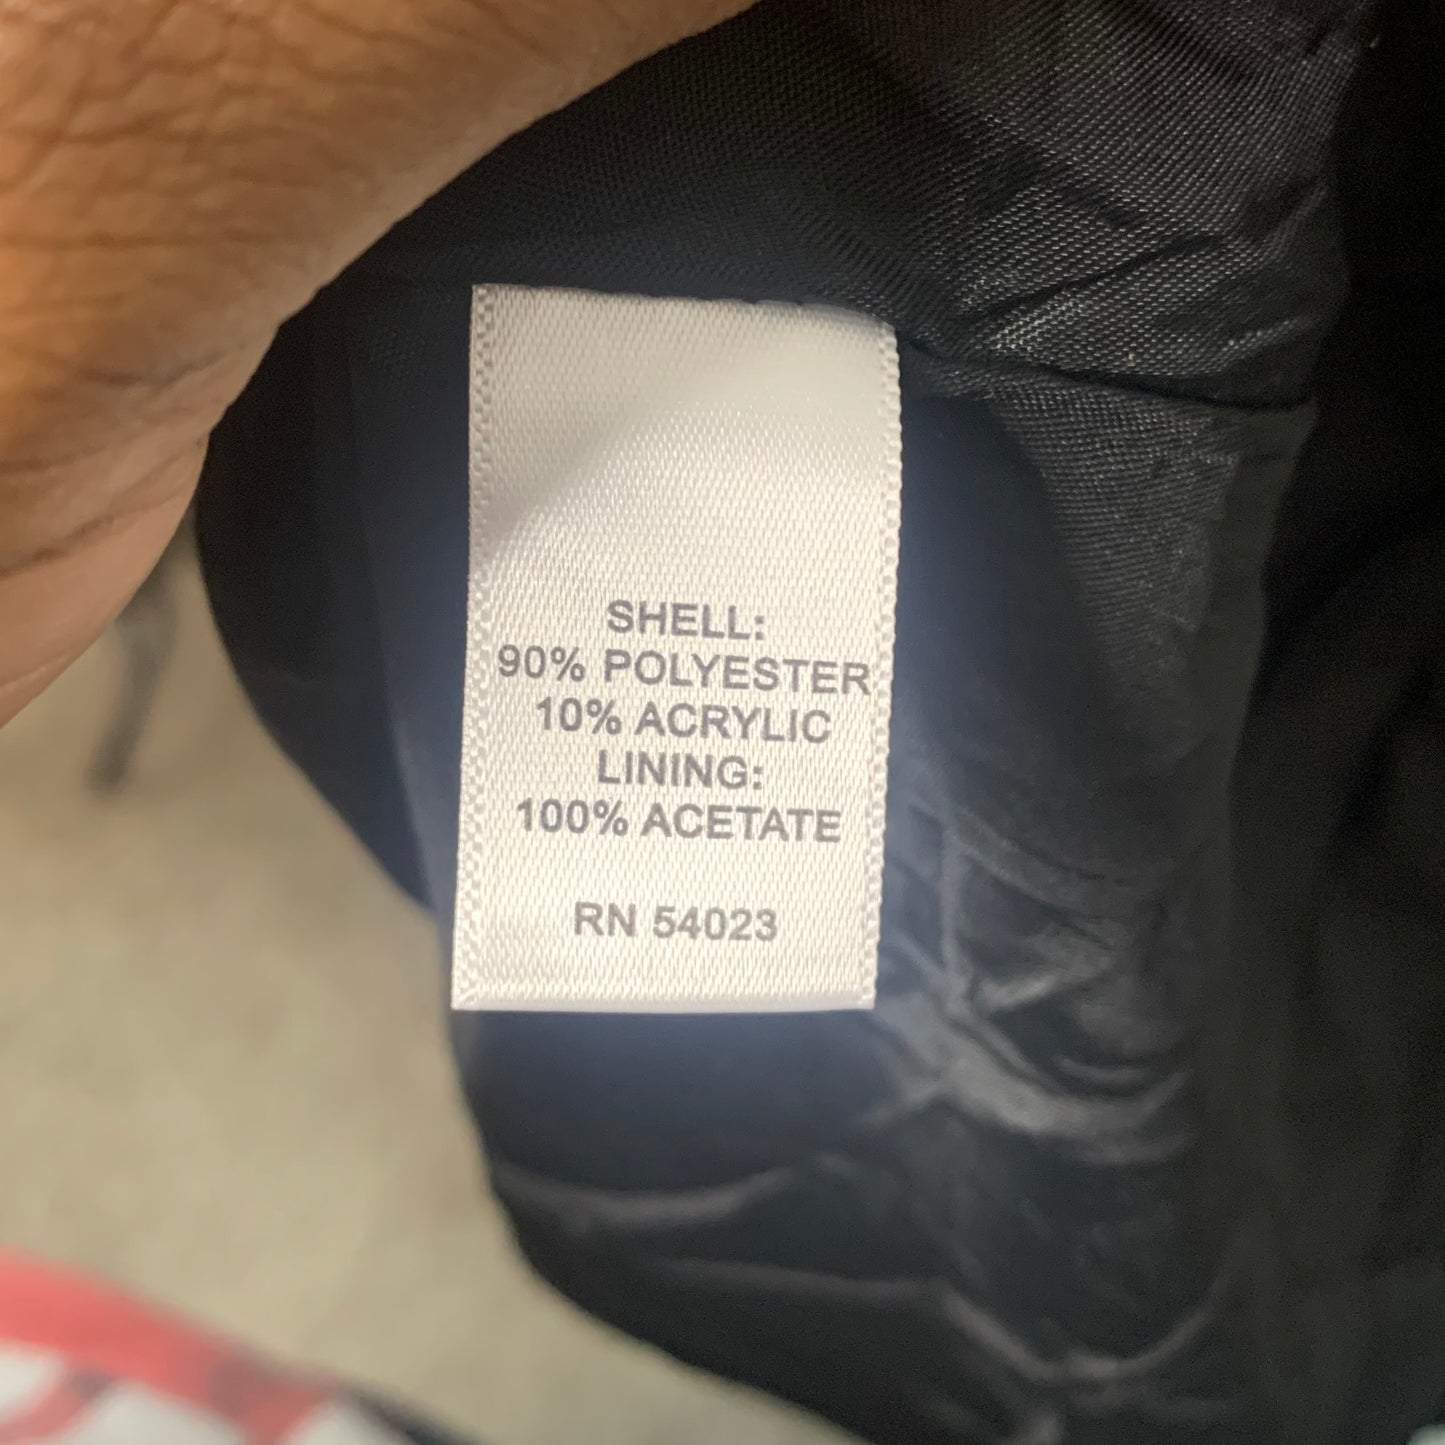 SHELL:
90% POLYESTER
10% ACRYLIC
LINING:
100% ACETATE
RN 54023